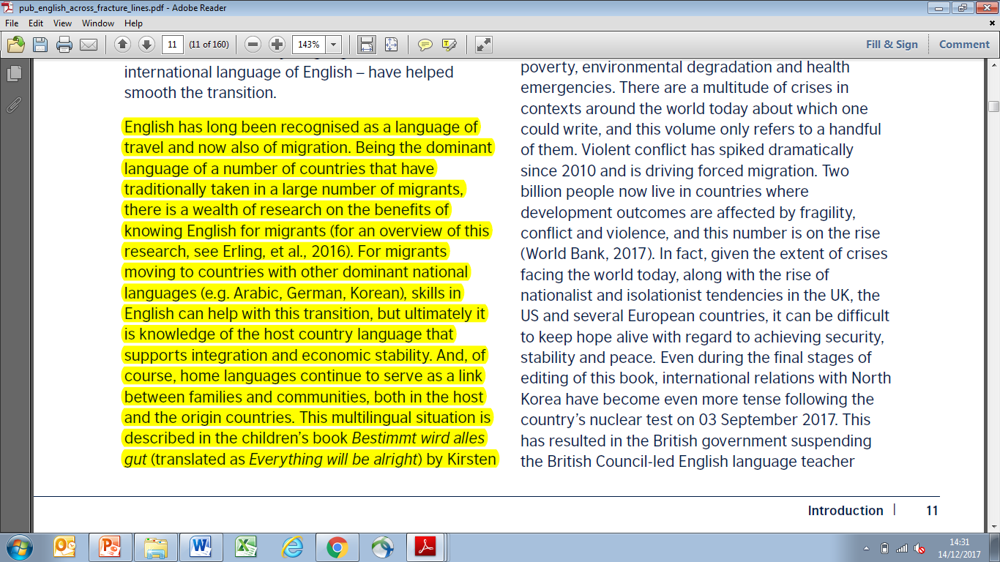 pub_english_across_fracture_lines.pdf - Adobe Reader
File Edit View Window Help
11 (11 of 160) 143% Fill & Sign Comment
international language of English – have helped
smooth the transition.
English has long been recognised as a language of
travel and now also of migration. Being the dominant
language of a number of countries that have
traditionally taken in a large number of migrants,
there is a wealth of research on the benefits of
knowing English for migrants (for an overview of this
research, see Erling, et al., 2016). For migrants
moving to countries with other dominant national
languages (e.g. Arabic, German, Korean), skills in
English can help with this transition, but ultimately it
is knowledge of the host country language that
supports integration and economic stability. And, of
course, home languages continue to serve as a link
between families and communities, both in the host
and the origin countries. This multilingual situation is
described in the children's book Bestimmt wird alles
gut (translated as Everything will be alright) by Kirsten
poverty, environmental degradation and health
emergencies. There are a multitude of crises in
contexts around the world today about which one
could write, and this volume only refers to a handful
of them. Violent conflict has spiked dramatically
since 2010 and is driving forced migration. Two
billion people now live in countries where
development outcomes are affected by fragility,
conflict and violence, and this number is on the rise
(World Bank, 2017). In fact, given the extent of crises
facing the world today, along with the rise of
nationalist and isolationist tendencies in the UK, the
US and several European countries, it can be difficult
to keep hope alive with regard to achieving security,
stability and peace. Even during the final stages of
editing of this book, international relations with North
Korea have become even more tense following the
country's nuclear test on 03 September 2017. This
has resulted in the British government suspending
the British Council-led English language teacher
Introduction | 11
14:31
14/12/2017